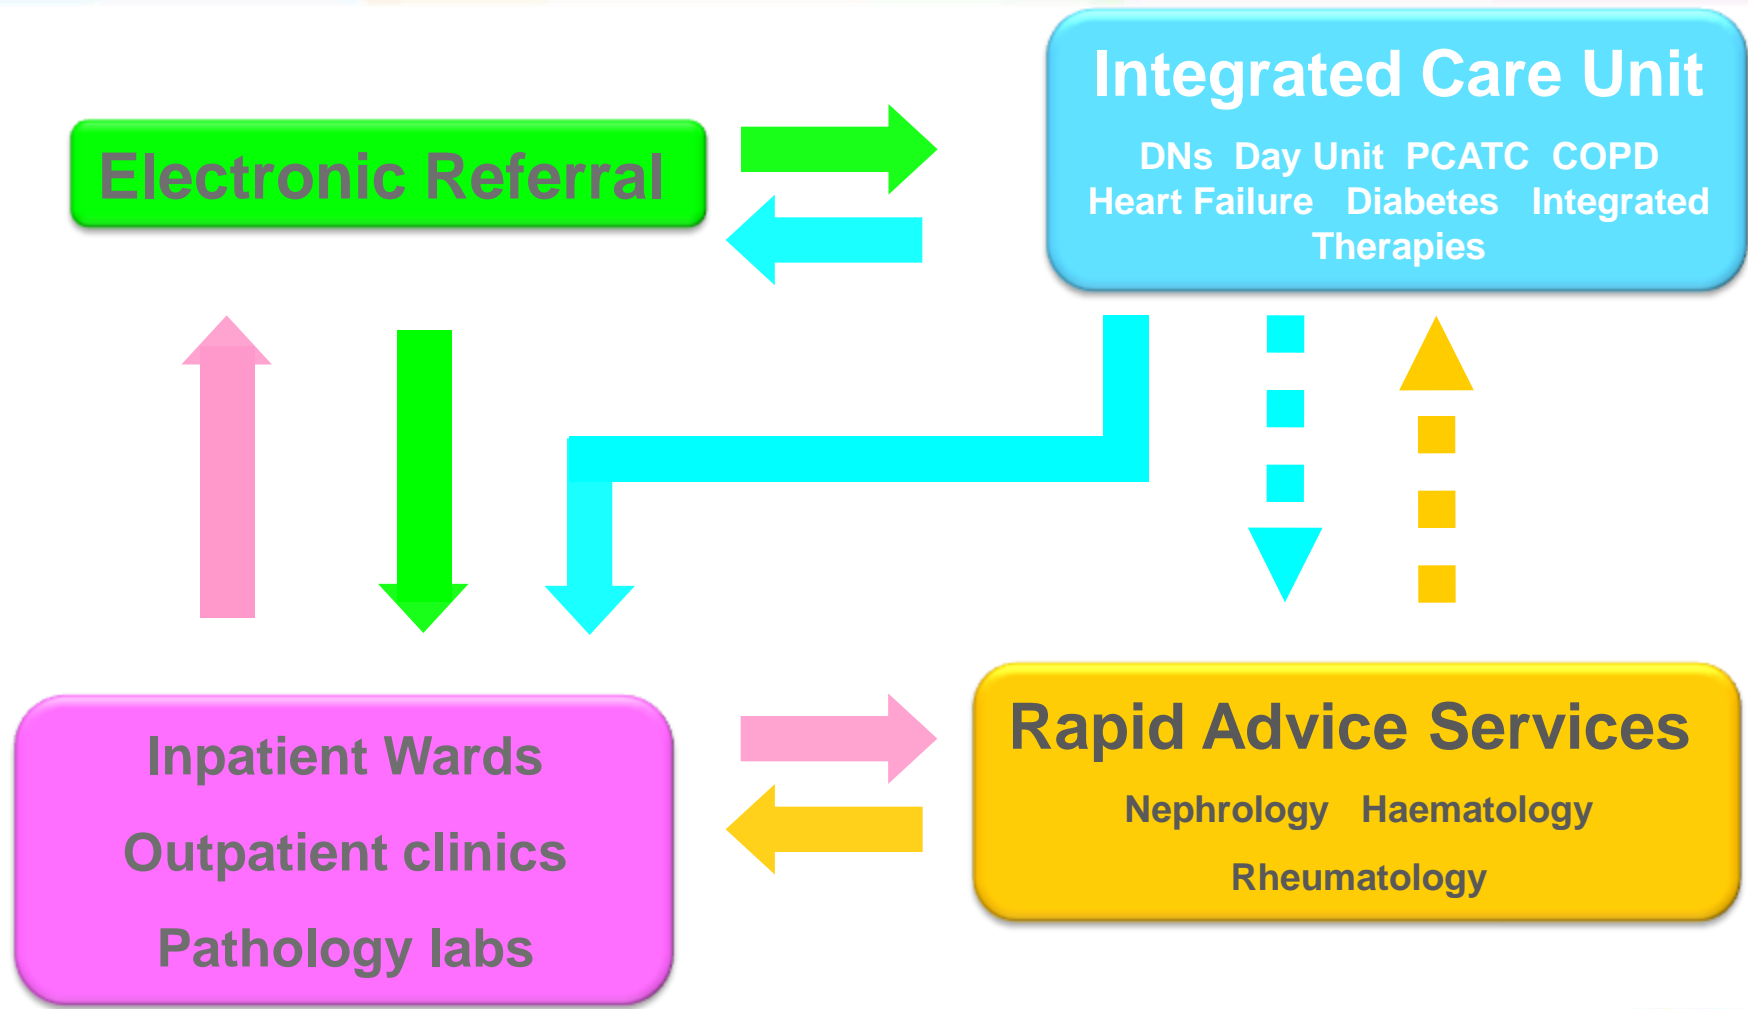 Electronic Referral
Integrated Care Unit
DNs Day Unit PCATC COPD
Heart Failure Diabetes Integrated
Therapies
Inpatient Wards
Outpatient clinics
Pathology labs
Rapid Advice Services
Nephrology Haematology
Rheumatology